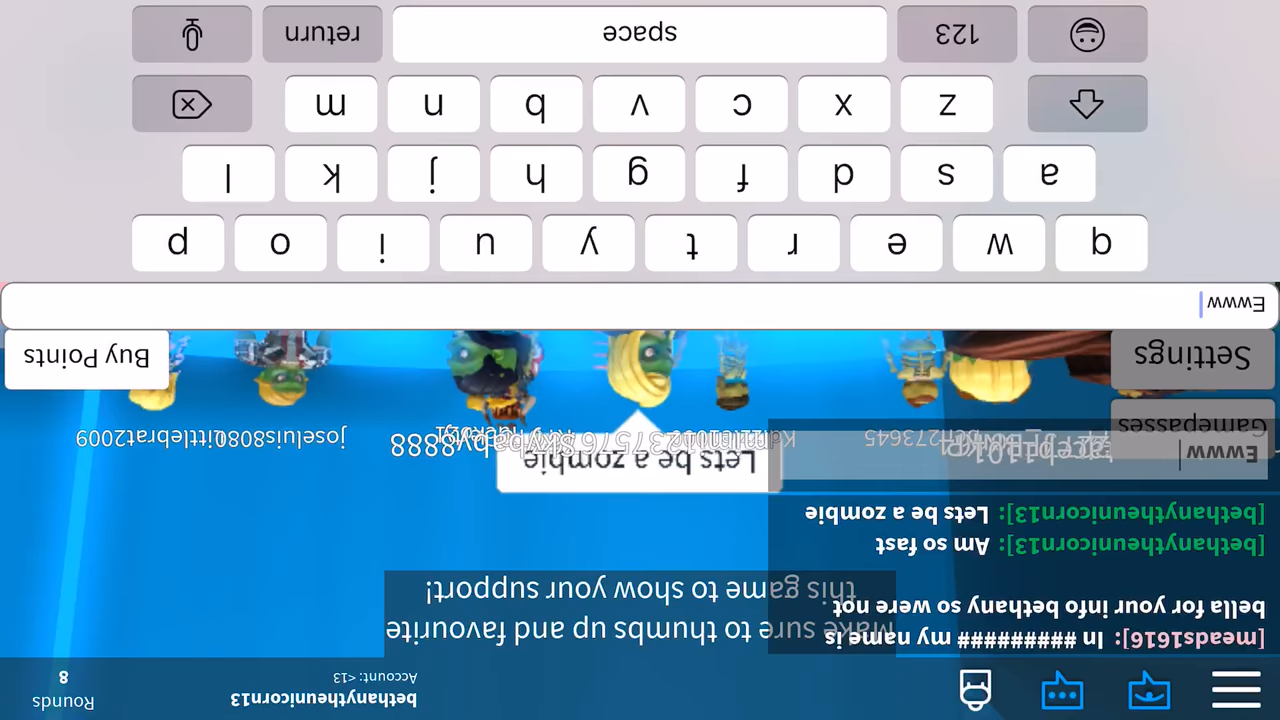 bethanytheunicorn13
Account: <13
Rounds
8
[meads1616]: In ######### my name is
bella for your info bethany so were not
[bethanytheunicorn13]: Am so fast
[bethanytheunicorn13]: Lets be a zombie
Ewww
Make sure to thumbs up and favourite
this game to show your support!
Lets be a zombie
joseluis8080
littlebrat2009
Gamepasses
Settings
Buy Points
Ewww
q w e r t y u i o p
a s d f g h j k l
z x c v b n m
123 space return